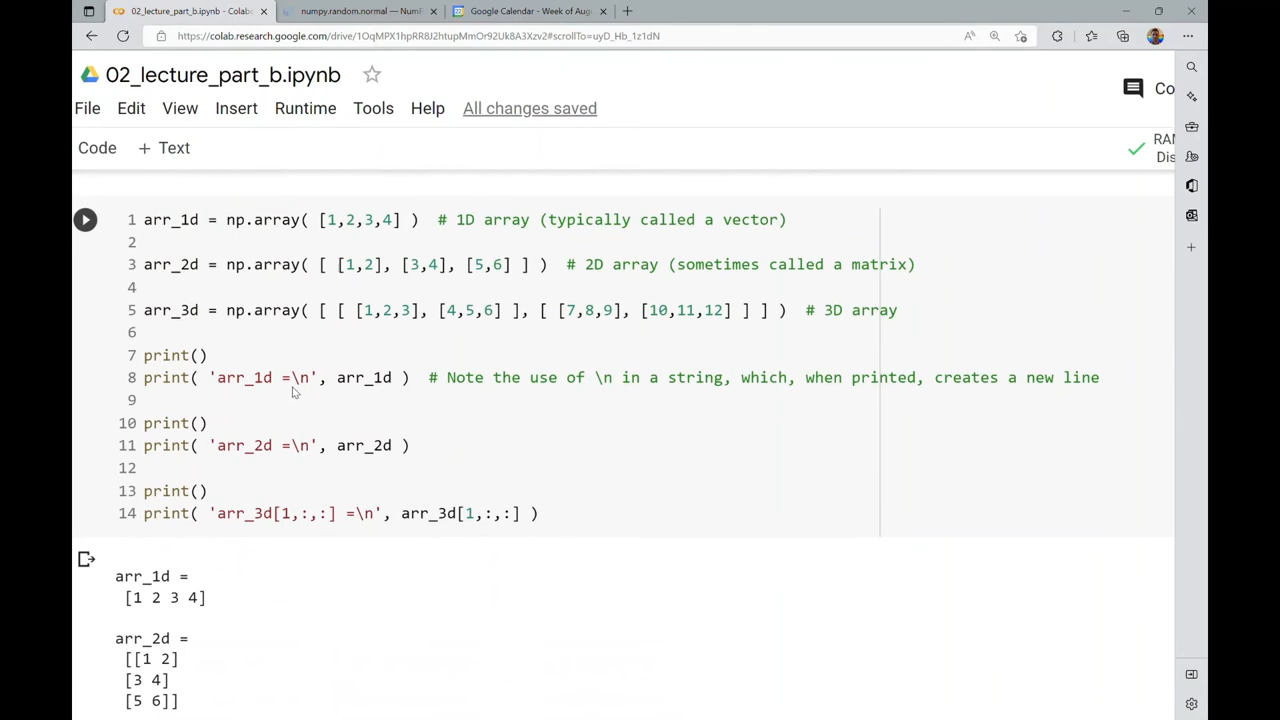 02_lecture_part_b.ipynb - Colab
numpy.random.normal — NumP
Google Calendar - Week of Aug
https://colab.research.google.com/drive/1OqMPX1hpRR8J2htupMmOr92Uk8A3Xzv2#scrollTo=uyD_Hb_1z1dN
02_lecture_part_b.ipynb
Co
File Edit View Insert Runtime Tools Help All changes saved
Code + Text
RAM
Dis
1 arr_1d = np.array( [1,2,3,4] ) # 1D array (typically called a vector)
2
3 arr_2d = np.array( [ [1,2], [3,4], [5,6] ] ) # 2D array (sometimes called a matrix)
4
5 arr_3d = np.array( [ [ [1,2,3], [4,5,6] ], [ [7,8,9], [10,11,12] ] ] ) # 3D array
6
7 print()
8 print( 'arr_1d =\n', arr_1d ) # Note the use of \n in a string, which, when printed, creates a new line
9
10 print()
11 print( 'arr_2d =\n', arr_2d )
12
13 print()
14 print( 'arr_3d[1,:,:] =\n', arr_3d[1,:,:] )
arr_1d =
[1 2 3 4]
arr_2d =
[[1 2]
[3 4]
[5 6]]